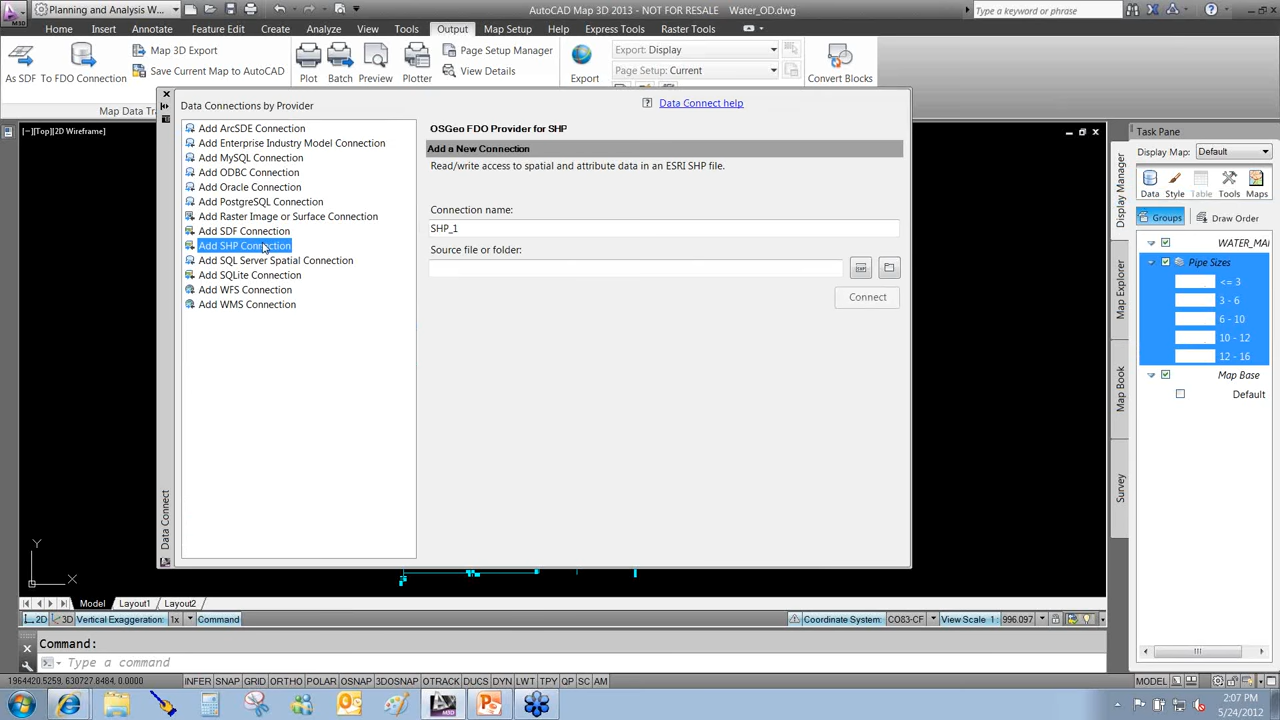 Planning and Analysis W...
AutoCAD Map 3D 2013 - NOT FOR RESALE Water_OD.dwg
Type a keyword or phrase
Home Insert Annotate Feature Edit Create Analyze View Tools Output Map Setup Express Tools Help Raster Tools
As SDF
To FDO Connection
Map 3D Export
Save Current Map to AutoCAD
Map Data Tra
Plot
Batch
Preview
Plotter
Page Setup Manager
View Details
Export
Export: Display
Page Setup: Current
Convert Blocks
[-][Top][2D Wireframe]
Data Connections by Provider
Data Connect help
Add ArcSDE Connection
Add Enterprise Industry Model Connection
Add MySQL Connection
Add ODBC Connection
Add Oracle Connection
Add PostgreSQL Connection
Add Raster Image or Surface Connection
Add SDF Connection
Add SHP Connection
Add SQL Server Spatial Connection
Add SQLite Connection
Add WFS Connection
Add WMS Connection
OSGeo FDO Provider for SHP
Add a New Connection
Read/write access to spatial and attribute data in an ESRI SHP file.
Connection name:
SHP_1
Source file or folder:
Connect
Data Connect
Task Pane
Display Map: Default
Data Style Table Tools Maps
Groups Draw Order
WATER_MAI
Pipe Sizes
<= 3
3 - 6
6 - 10
10 - 12
12 - 16
Map Base
Default
Display Manager
Map Explorer
Map Book
Survey
Y
X
Model Layout1 Layout2
2D 3D Vertical Exaggeration: 1x Command
Coordinate System: CO83-CF View Scale 1: 996.097
Command:
Type a command
1964420.5651, 630727.6484, 0.0000
INFER SNAP GRID ORTHO POLAR OSNAP 3DOSNAP OTRACK DUCS DYN LWT TPY QP SC AM
MODEL
2:07 PM
5/24/2012